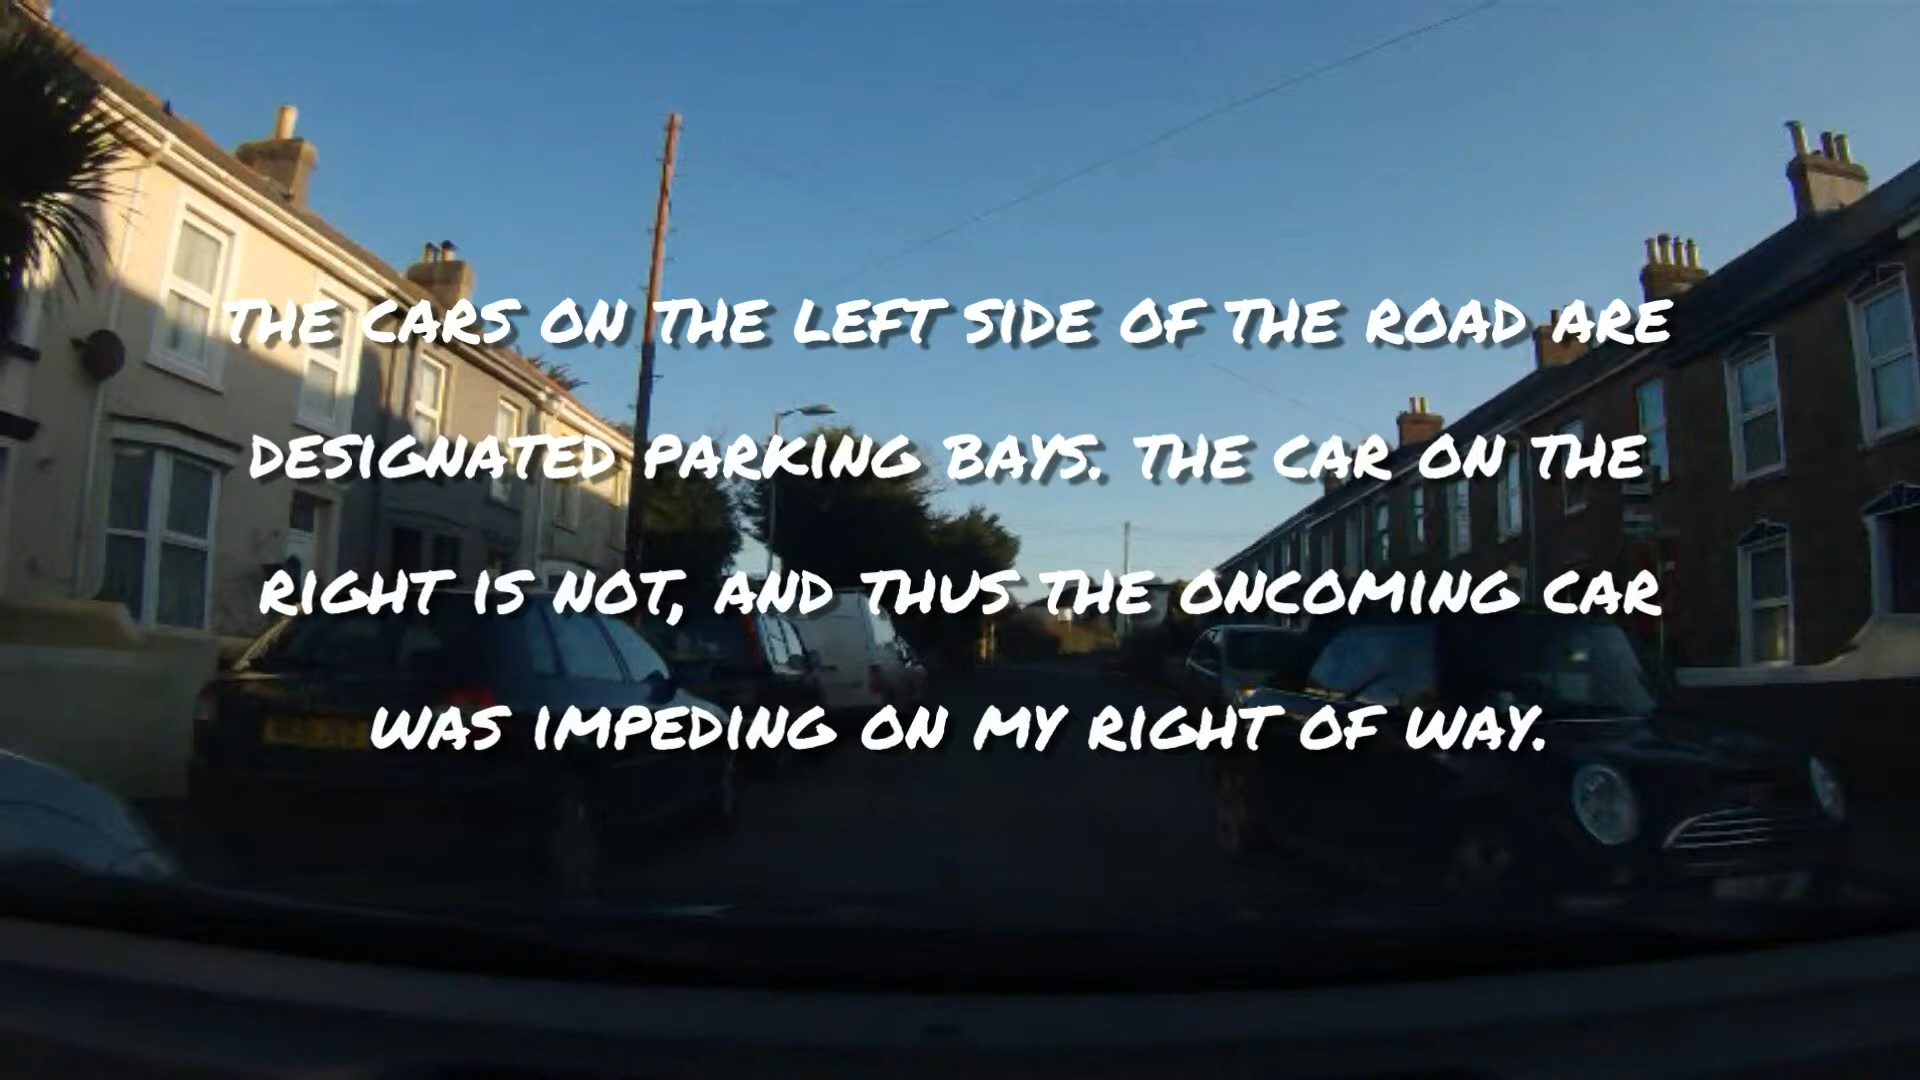 THE CARS ON THE LEFT SIDE OF THE ROAD ARE
DESIGNATED PARKING BAYS. THE CAR ON THE
RIGHT IS NOT, AND THUS THE ONCOMING CAR
WAS IMPEDING ON MY RIGHT OF WAY.